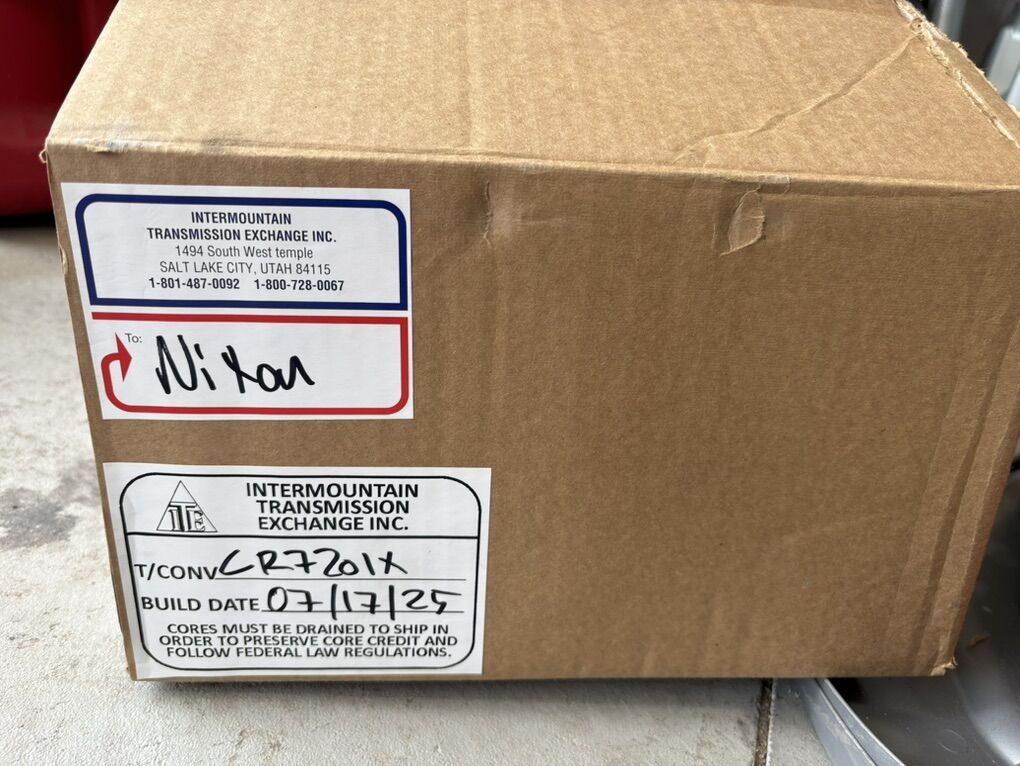 INTERMOUNTAIN
TRANSMISSION EXCHANGE INC.
1494 South West temple
SALT LAKE CITY, UTAH 84115
1-801-487-0092 1-800-728-0067
To: Nixon
ITE INTERMOUNTAIN
TRANSMISSION
EXCHANGE INC.
T/CONV CR7201X
BUILD DATE 07/17/25
CORES MUST BE DRAINED TO SHIP IN
ORDER TO PRESERVE CORE CREDIT AND
FOLLOW FEDERAL LAW REGULATIONS.